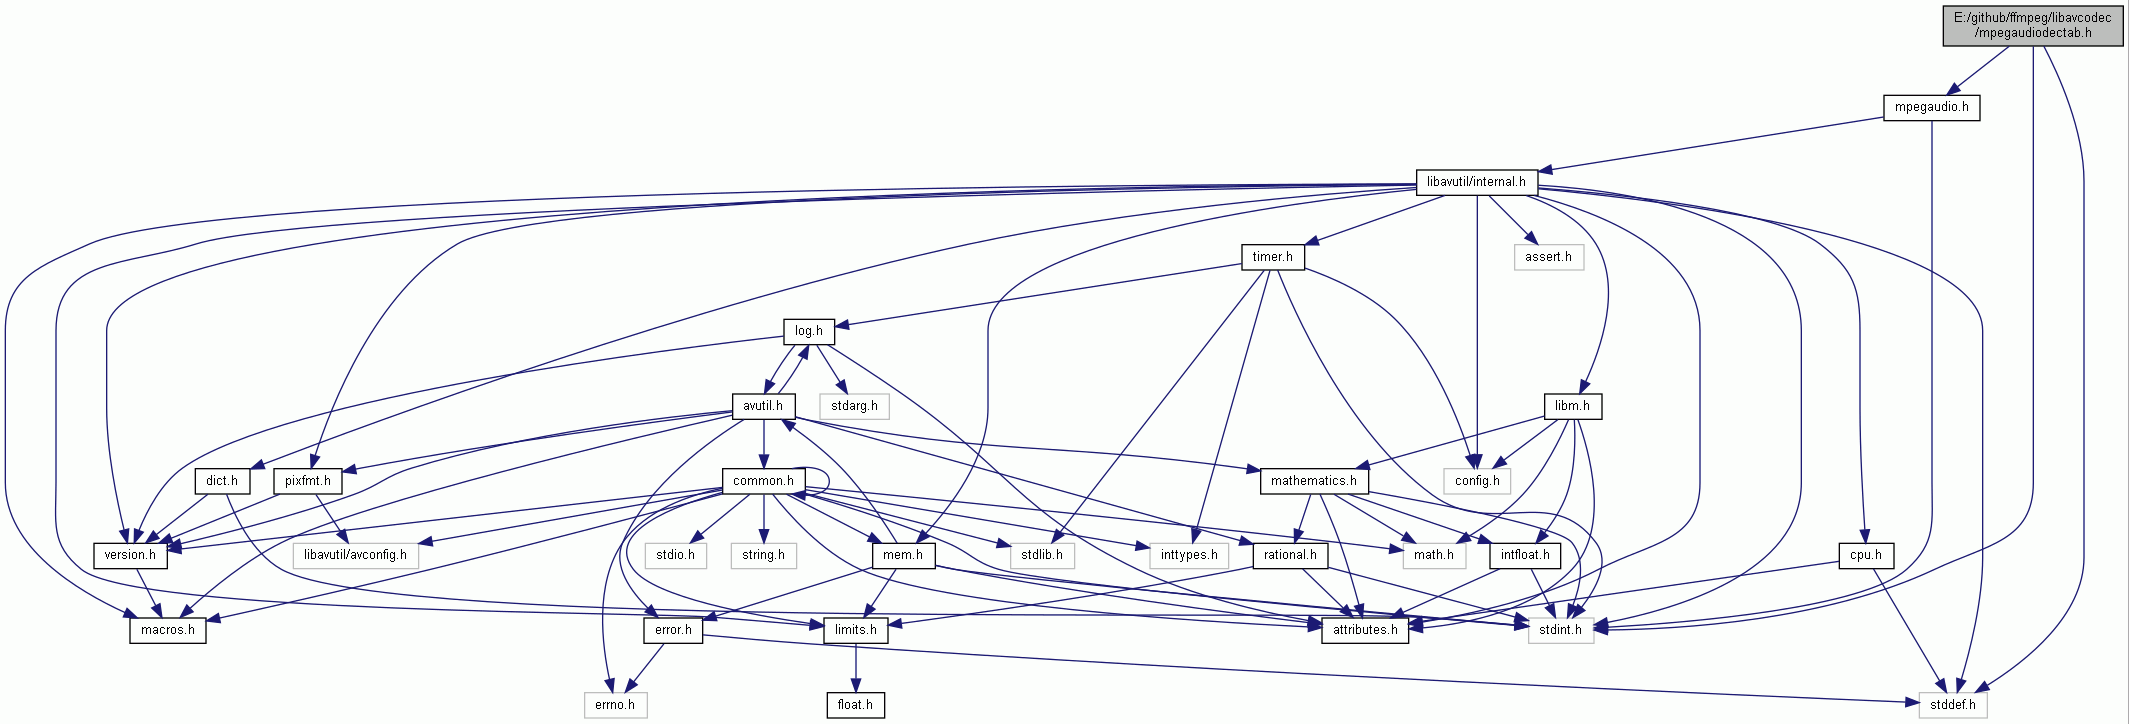 E:/github/ffmpeg/libavcodec
/mpegaudiodectab.h
mpegaudio.h
libavutil/internal.h
timer.h
assert.h
log.h
avutil.h
stdarg.h
libm.h
dict.h
pixfmt.h
common.h
mathematics.h
config.h
version.h
libavutil/avconfig.h
stdio.h
string.h
mem.h
stdlib.h
inttypes.h
rational.h
math.h
intfloat.h
cpu.h
macros.h
error.h
limits.h
attributes.h
stdint.h
errno.h
float.h
stddef.h